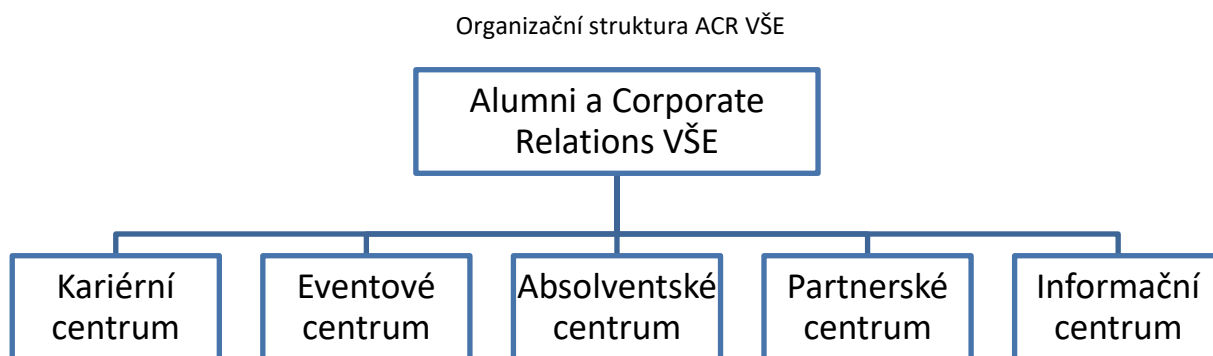 Organizační struktura ACR VŠE
Alumni a Corporate
Relations VŠE
Kariérní
centrum
Eventové
centrum
Absolventské
centrum
Partnerské
centrum
Informační
centrum